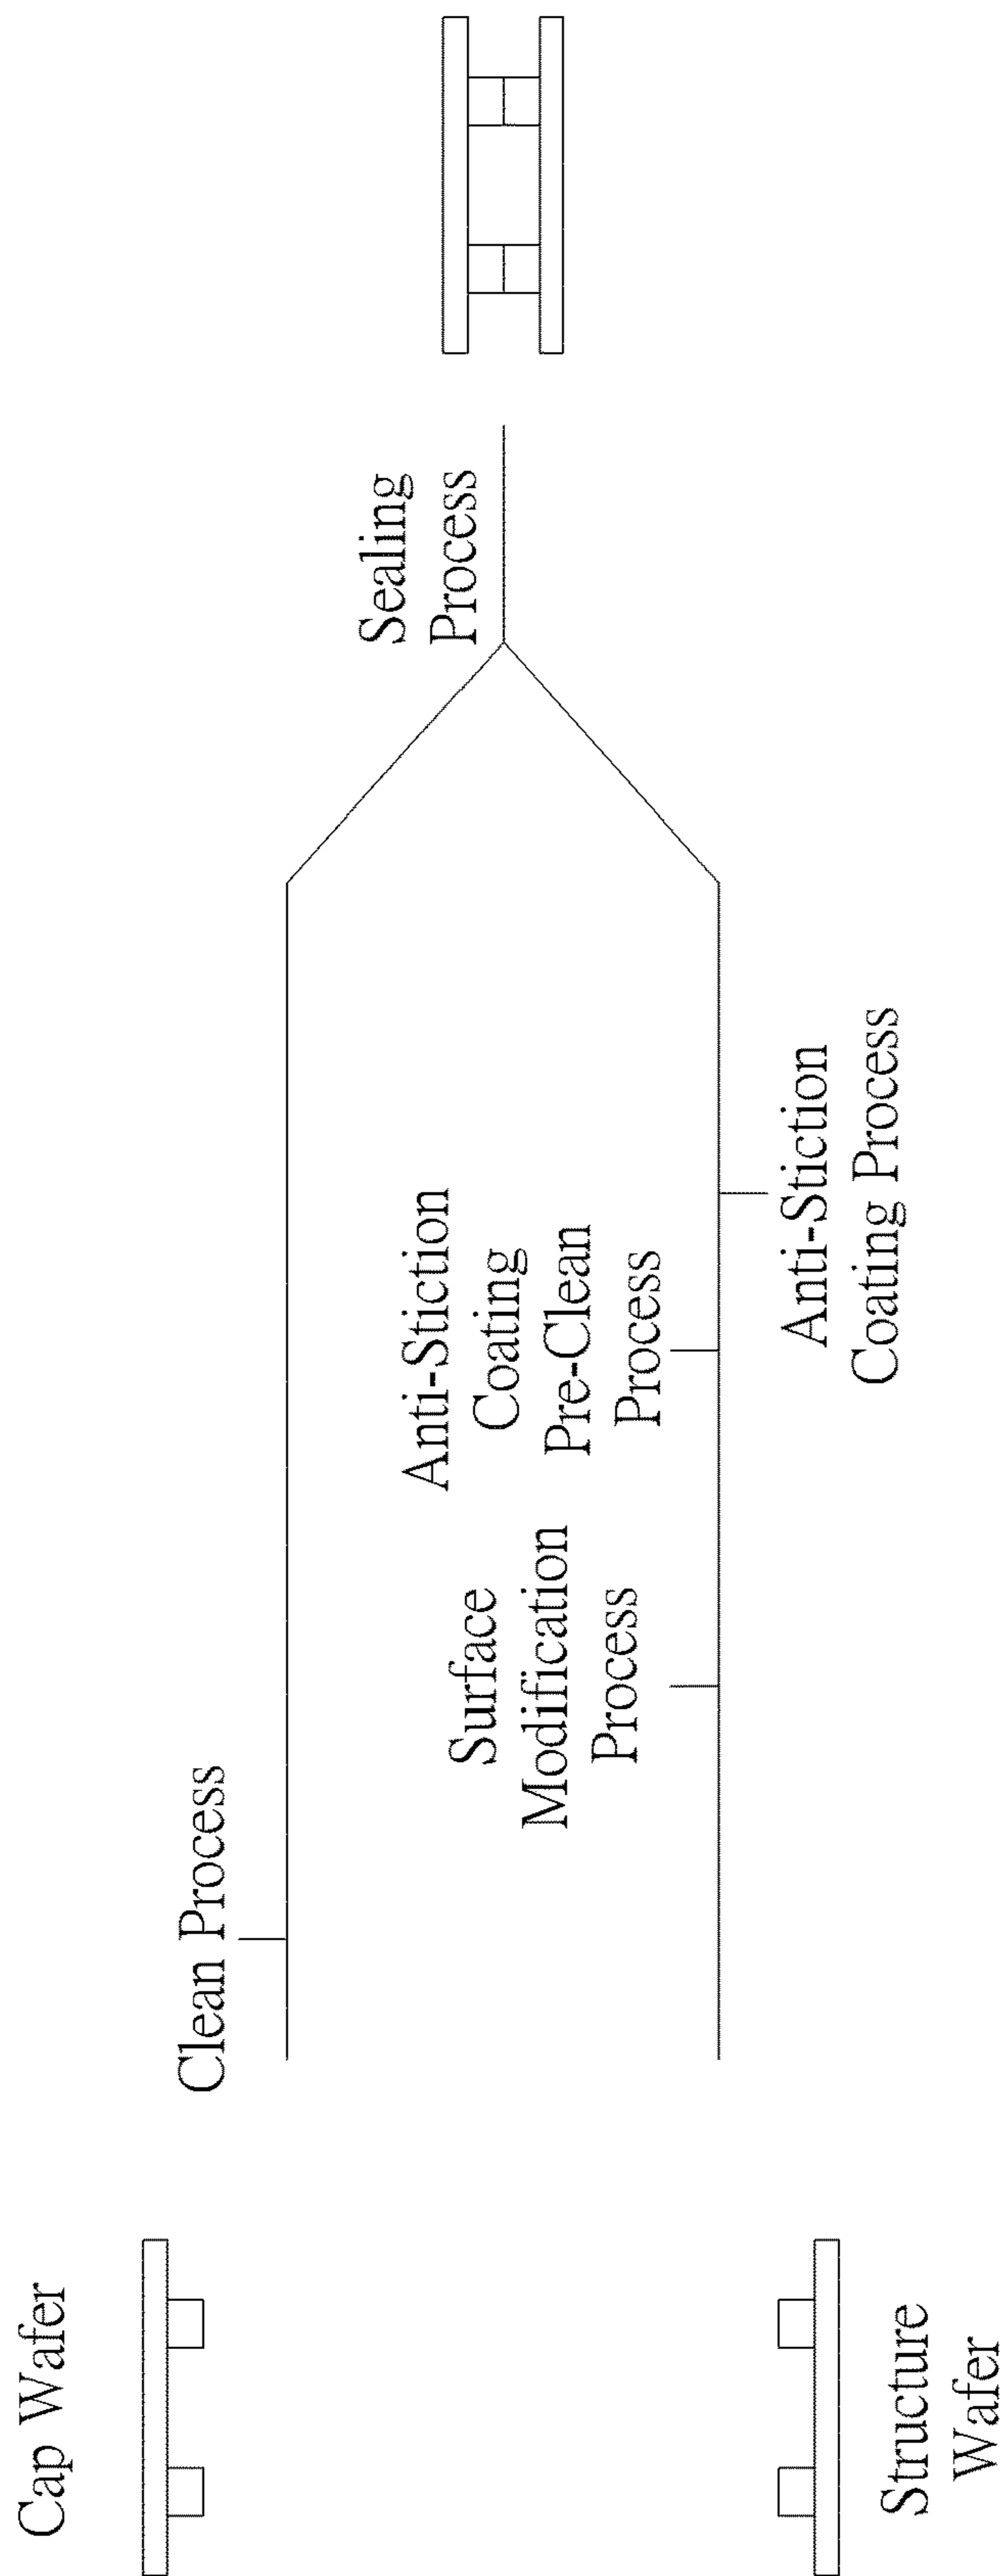 Cap Wafer
Structure
Wafer
Clean Process
Surface
Modification
Process
Anti-Stiction
Coating
Pre-Clean
Process
Anti-Stiction
Coating Process
Sealing
Process